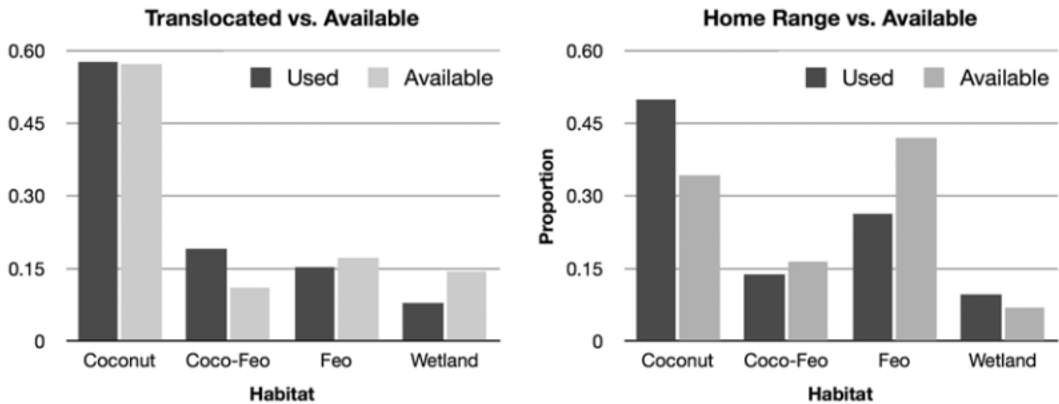 Translocated vs. Available
0.60
0.45
0.30
0.15
0
Used Available
Coconut Coco-Feo Feo Wetland
Habitat
Home Range vs. Available
Proportion
0.60
0.45
0.30
0.15
0
Used Available
Coconut Coco-Feo Feo Wetland
Habitat